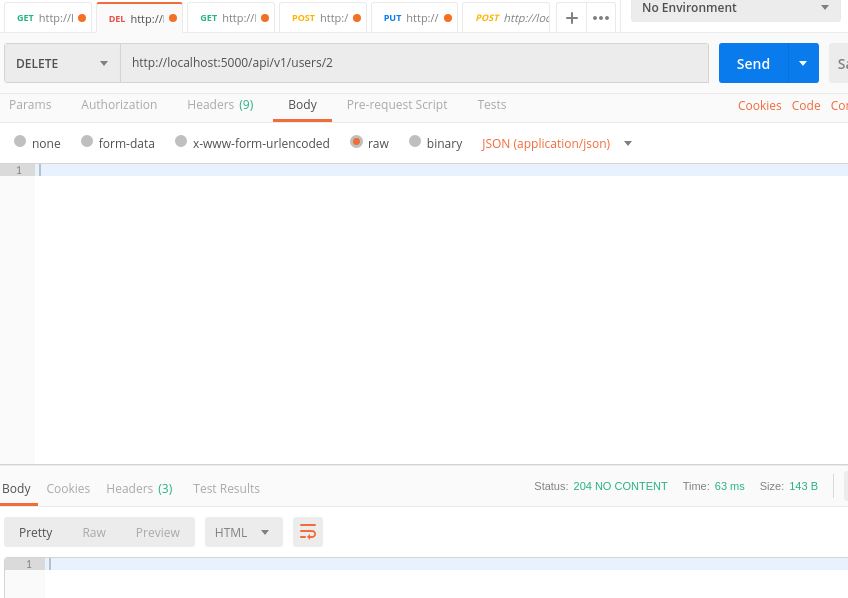 GET http://l DEL http://l GET http://l POST http:/ PUT http:// POST http://loc + ••• No Environment
DELETE http://localhost:5000/api/v1/users/2 Send Sa
Params Authorization Headers (9) Body Pre-request Script Tests Cookies Code Cor
none form-data x-www-form-urlencoded raw binary JSON (application/json)
1
Body Cookies Headers (3) Test Results Status: 204 NO CONTENT Time: 63 ms Size: 143 B
Pretty Raw Preview HTML
1